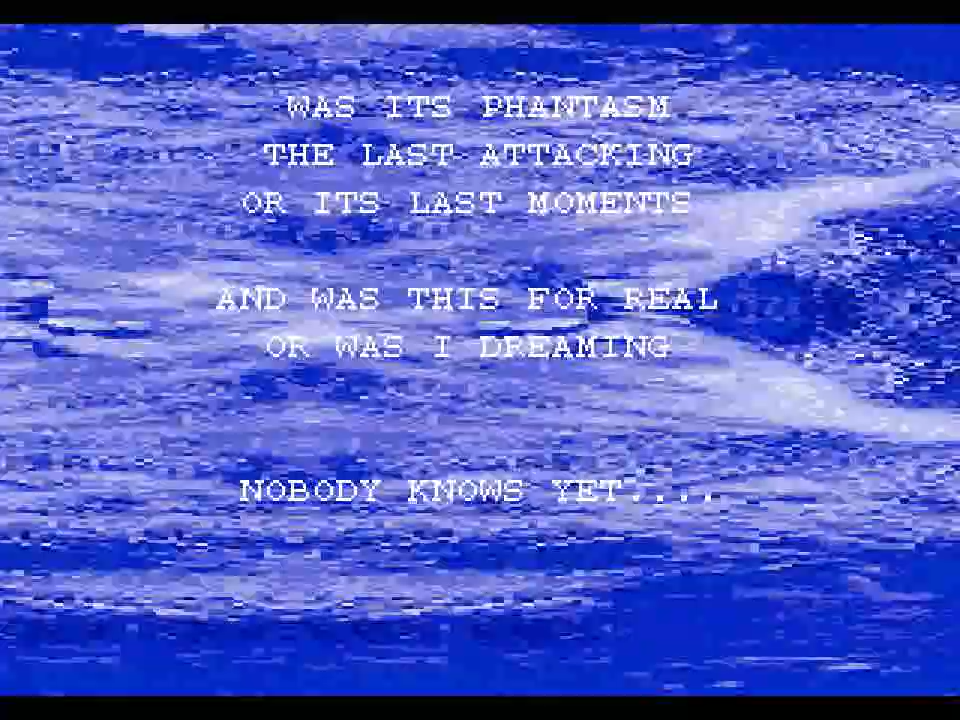 WAS ITS PHANTASM
THE LAST ATTACKING
OR ITS LAST MOMENTS
AND WAS THIS FOR REAL
OR WAS I DREAMING
NOBODY KNOWS YET....